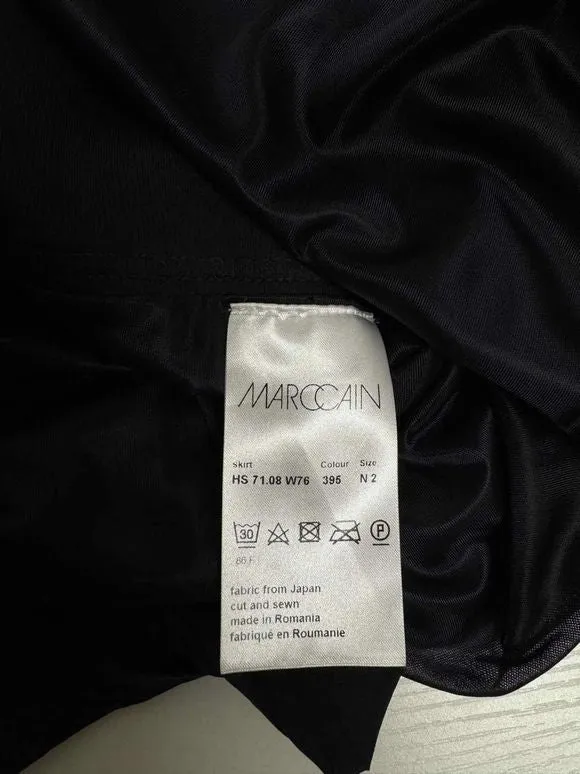 MARCCAIN
Skirt Colour Size
HS 71.08 W76 395 N 2
30 P
fabric from Japan
cut and sewn
made in Romania
fabriqué en Roumanie